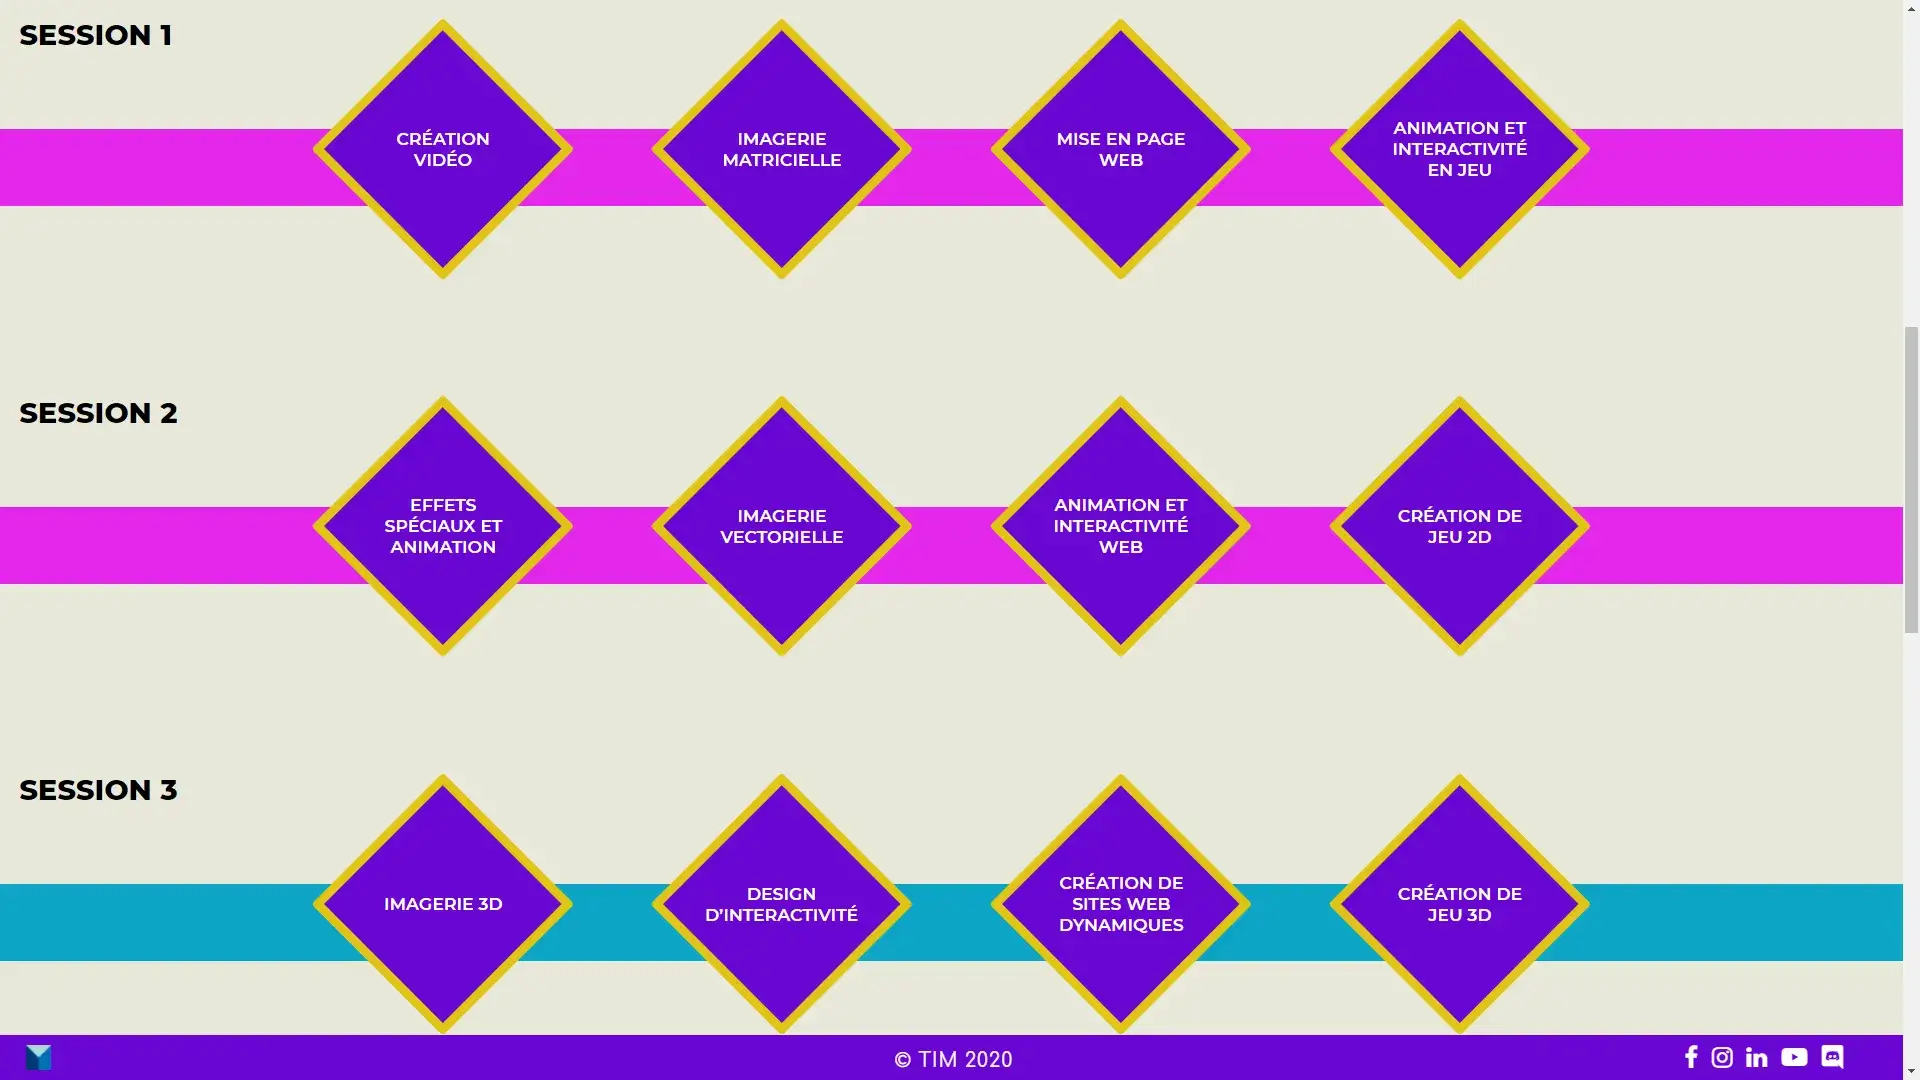 SESSION 1
CRÉATION
VIDÉO
IMAGERIE
MATRICIELLE
MISE EN PAGE
WEB
ANIMATION ET
INTERACTIVITÉ
EN JEU
SESSION 2
EFFETS
SPÉCIAUX ET
ANIMATION
IMAGERIE
VECTORIELLE
ANIMATION ET
INTERACTIVITÉ
WEB
CRÉATION DE
JEU 2D
SESSION 3
IMAGERIE 3D
DESIGN
D’INTERACTIVITÉ
CRÉATION DE
SITES WEB
DYNAMIQUES
CRÉATION DE
JEU 3D
© TIM 2020